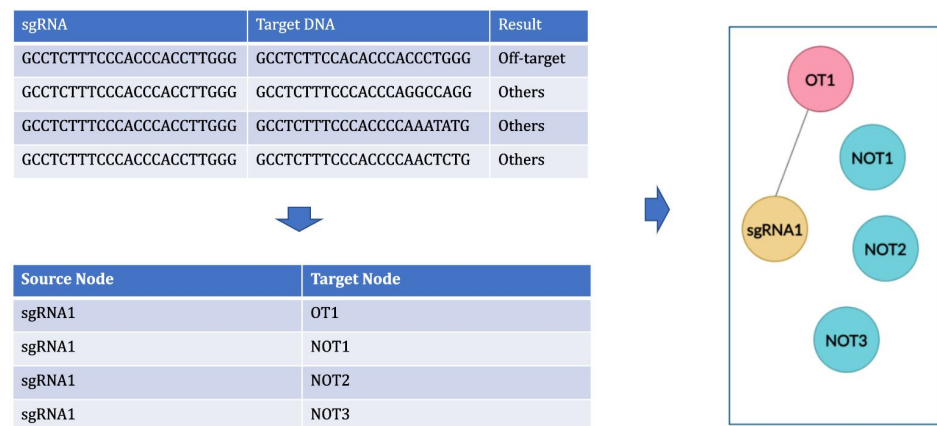 sgRNA Target DNA Result
GCCTCTTTCCCACCCACCTTGGG GCCTCTTCCACACCCACCCTGGG Off-target
GCCTCTTTCCCACCCACCTTGGG GCCTCTTTCCCACCCAGGCCAGG Others
GCCTCTTTCCCACCCACCTTGGG GCCTCTTTCCCACCCCAAATATG Others
GCCTCTTTCCCACCCACCTTGGG GCCTCTTTCCCACCCCAACTCTG Others
Source Node Target Node
sgRNA1 OT1
sgRNA1 NOT1
sgRNA1 NOT2
sgRNA1 NOT3
OT1
NOT1
sgRNA1
NOT2
NOT3